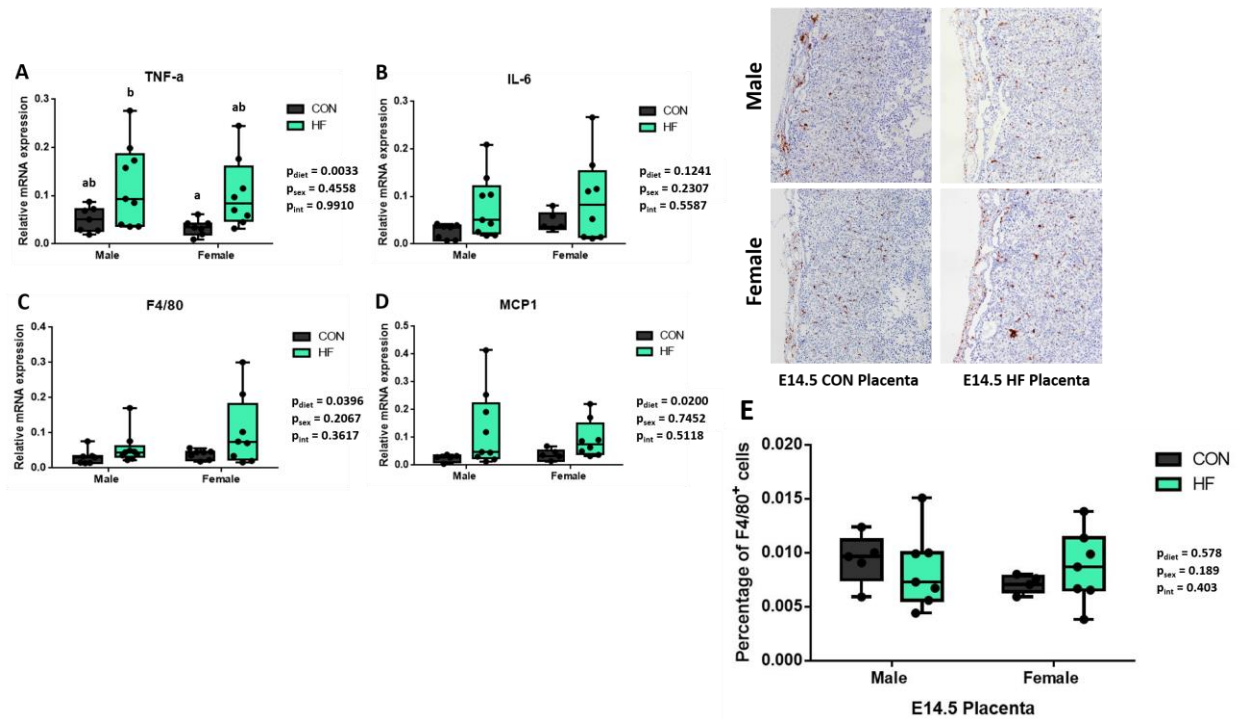 A
TNF-a
Relative mRNA expression
0.3
0.2
0.1
0.0
ab
b
a
ab
Male
Female
CON
HF
pdiet = 0.0033
psex = 0.4558
pint = 0.9910
B
IL-6
Relative mRNA expression
0.3
0.2
0.1
0.0
Male
Female
CON
HF
pdiet = 0.1241
psex = 0.2307
pint = 0.5587
C
F4/80
Relative mRNA expression
0.4
0.3
0.2
0.1
0.0
Male
Female
CON
HF
pdiet = 0.0396
psex = 0.2067
pint = 0.3617
D
MCP1
Relative mRNA expression
0.5
0.4
0.3
0.2
0.1
0.0
Male
Female
CON
HF
pdiet = 0.0200
psex = 0.7452
pint = 0.5118
Male
Female
E14.5 CON Placenta
E14.5 HF Placenta
E
Percentage of F4/80+ cells
0.020
0.015
0.010
0.005
0.000
Male
Female
E14.5 Placenta
CON
HF
pdiet = 0.578
psex = 0.189
pint = 0.403